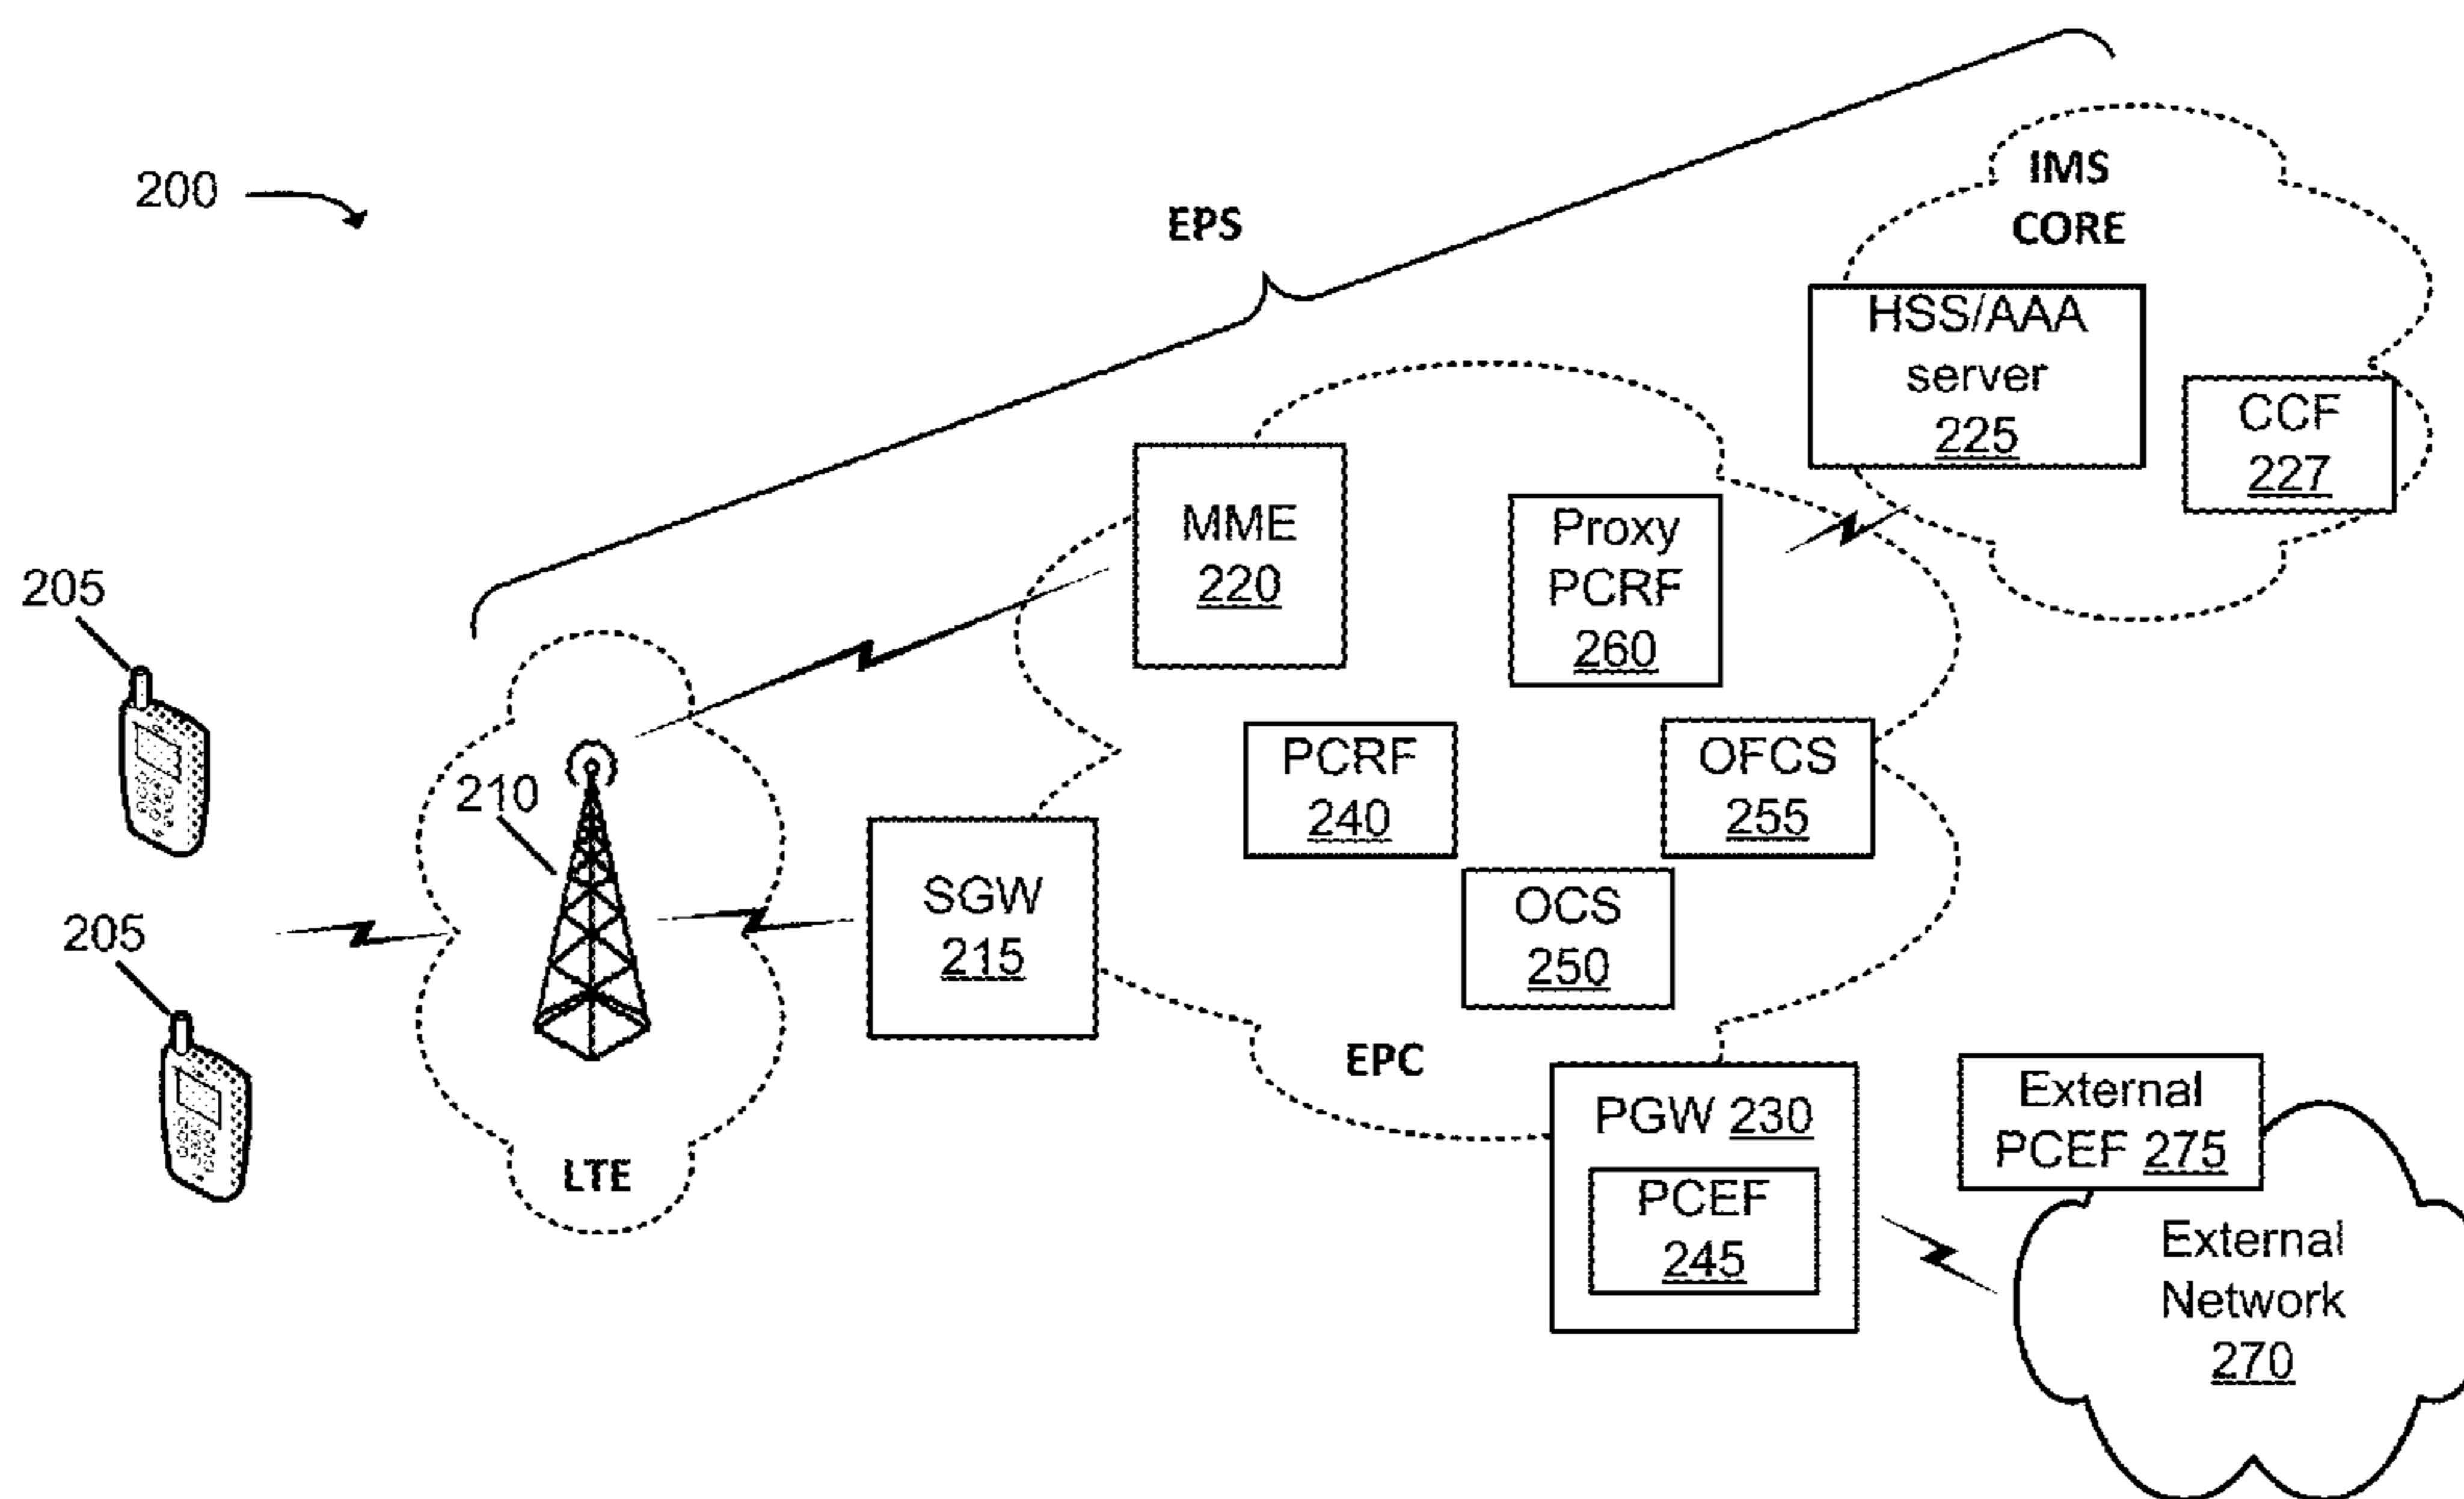 200
EPS
IMS
CORE
HSS/AAA
server
225
CCF
227
MME
220
Proxy
PCRF
260
205
210
PCRF
240
OFCS
255
SGW
215
OCS
250
205
EPC
LTE
PGW 230
PCEF
245
External
PCEF 275
External
Network
270